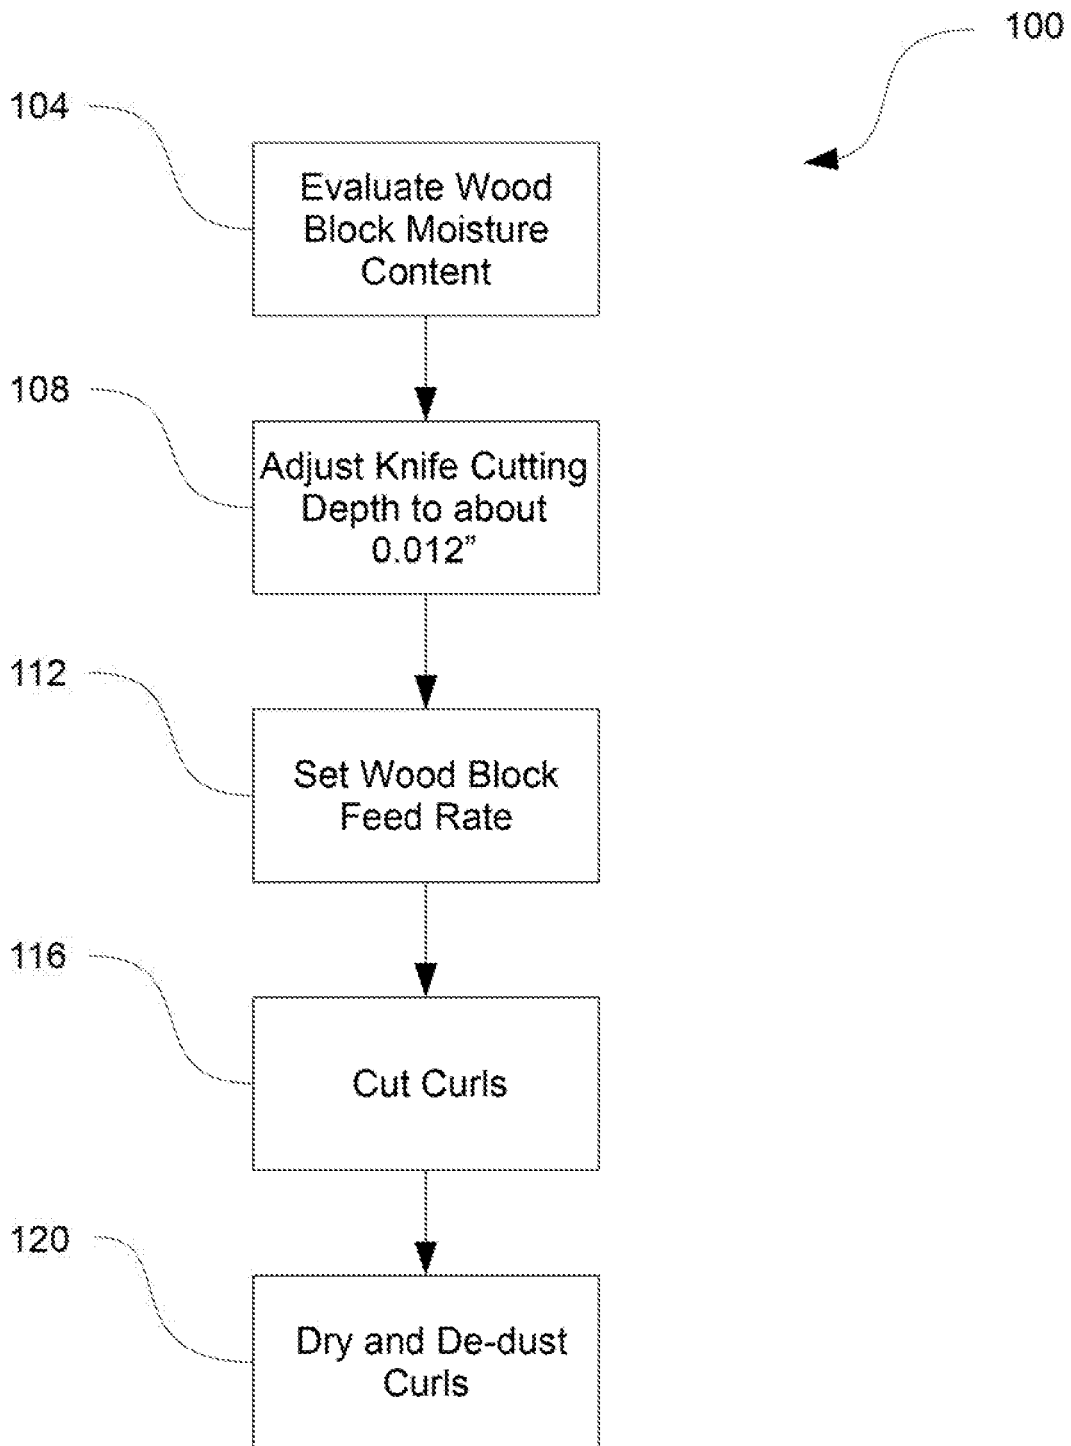 100
104
Evaluate Wood
Block Moisture
Content
108
Adjust Knife Cutting
Depth to about
0.012”
112
Set Wood Block
Feed Rate
116
Cut Curls
120
Dry and De-dust
Curls